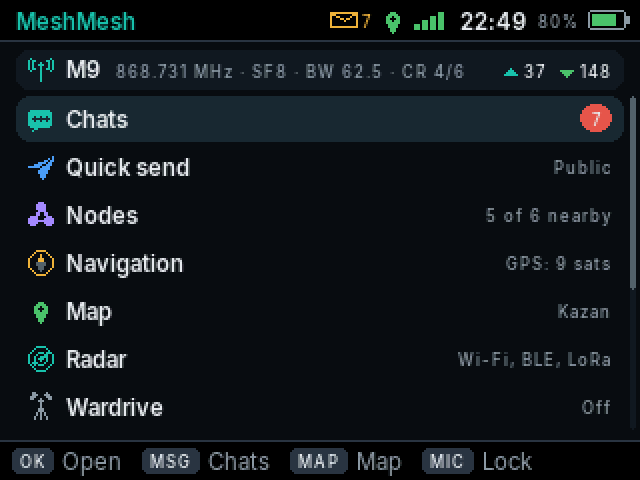 MeshMesh 7 22:49 80%
M9 868.731 MHz · SF8 · BW 62.5 · CR 4/6 37 148
Chats 7
Quick send Public
Nodes 5 of 6 nearby
Navigation GPS: 9 sats
Map Kazan
Radar Wi-Fi, BLE, LoRa
Wardrive Off
OK Open MSG Chats MAP Map MIC Lock